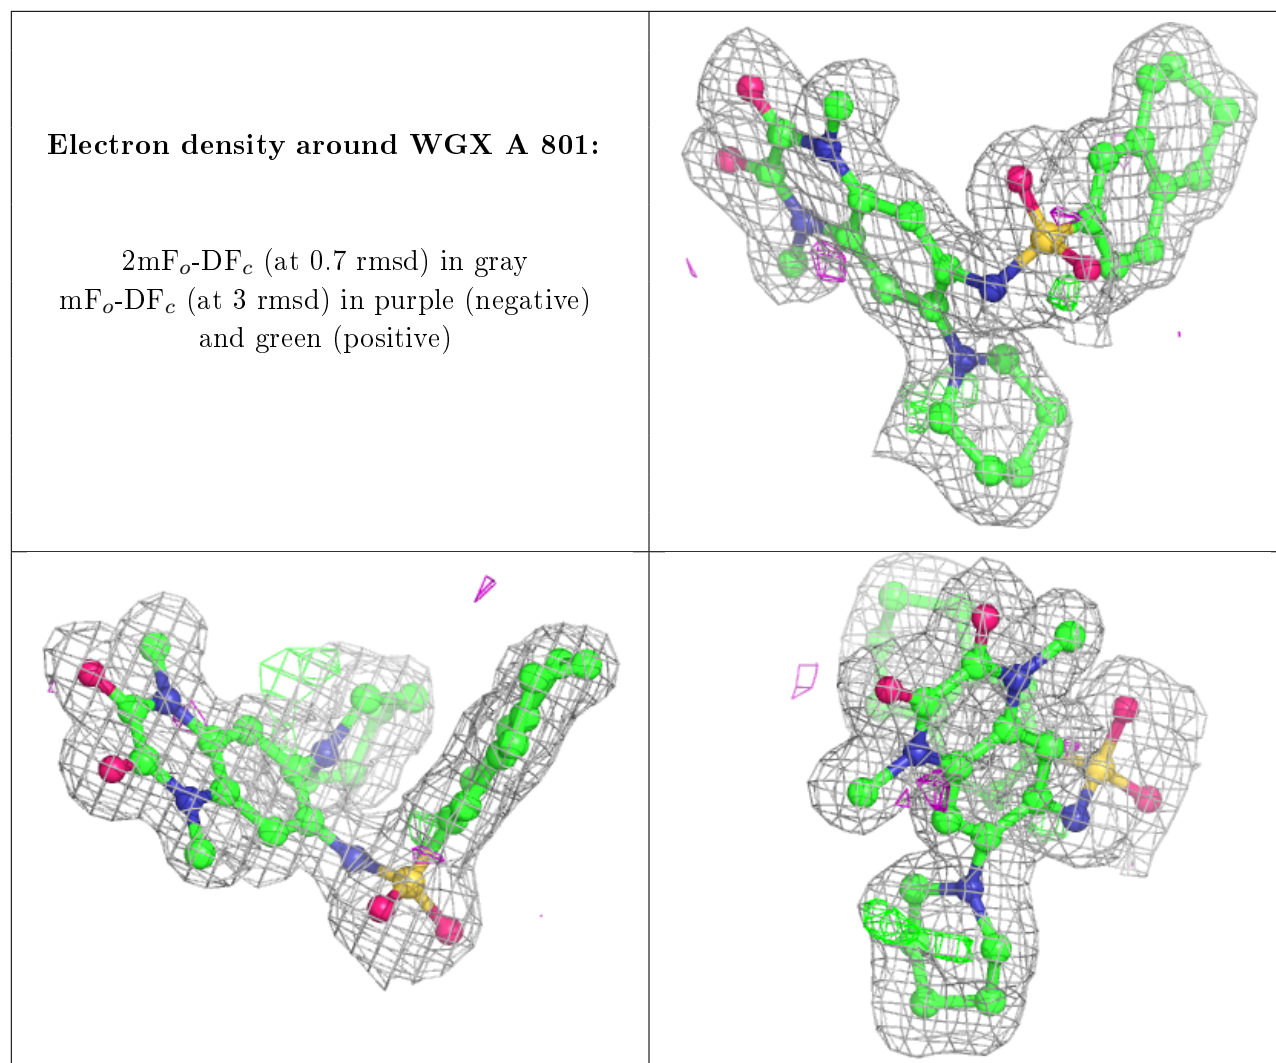 Electron density around WGX A 801:
2mFₒ-DF𝒸 (at 0.7 rmsd) in gray
mFₒ-DF𝒸 (at 3 rmsd) in purple (negative)
and green (positive)